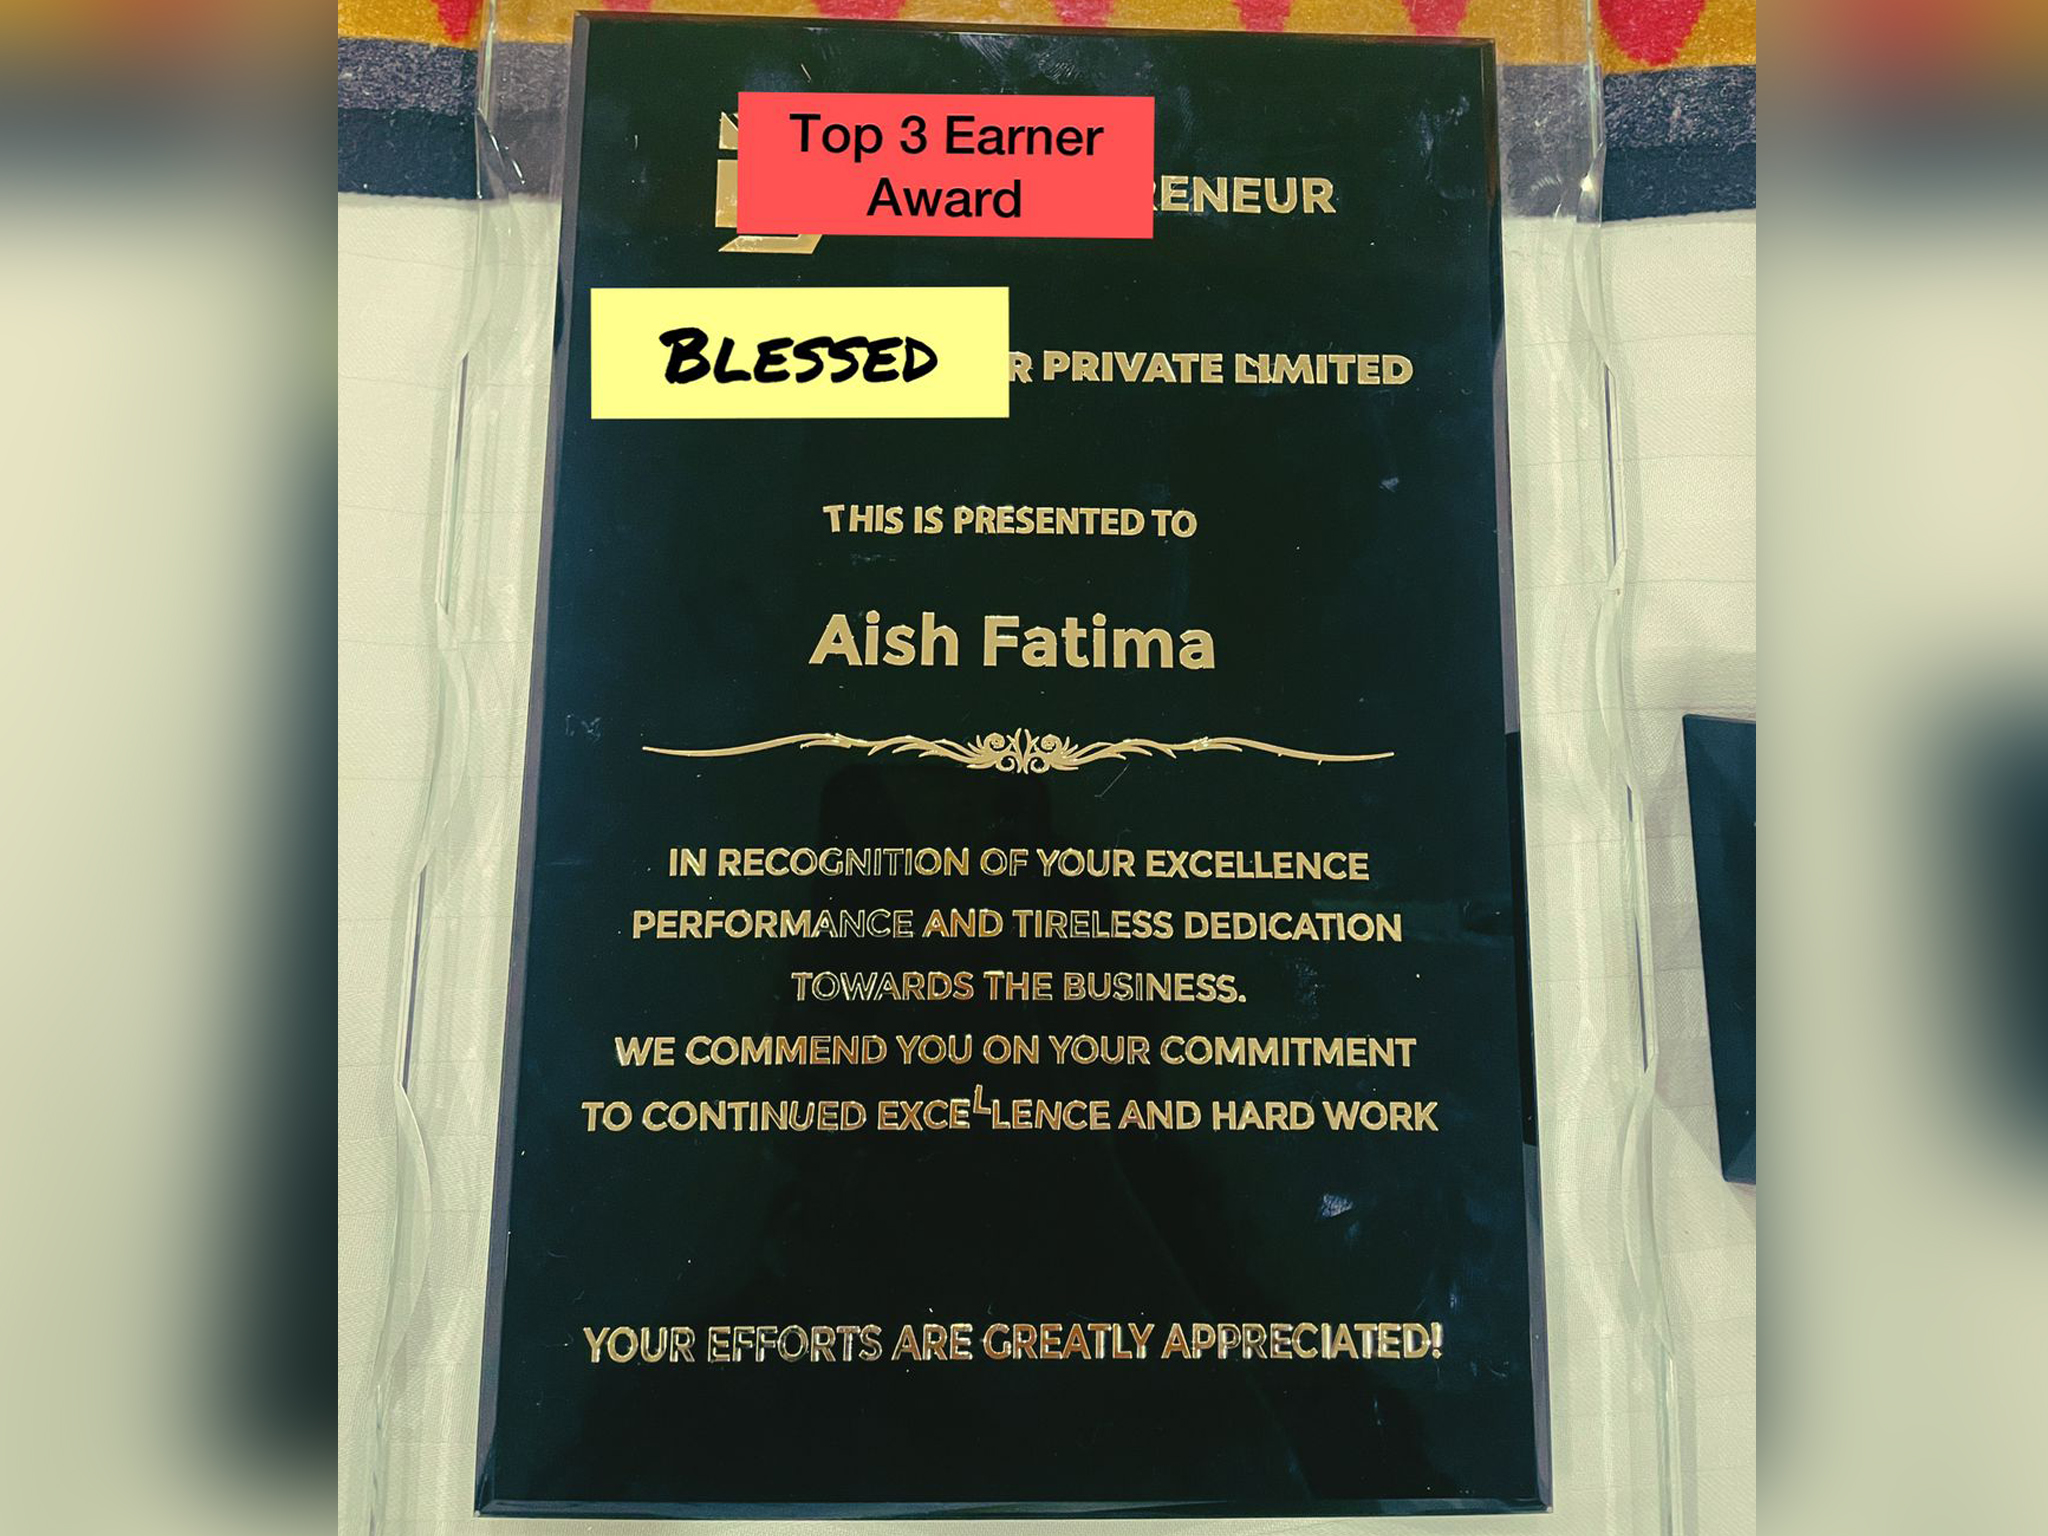 Top 3 Earner
Award
RENEUR
BLESSED
R PRIVATE LIMITED
THIS IS PRESENTED TO
Aish Fatima
IN RECOGNITION OF YOUR EXCELLENCE
PERFORMANCE AND TIRELESS DEDICATION
TOWARDS THE BUSINESS.
WE COMMEND YOU ON YOUR COMMITMENT
TO CONTINUED EXCELLENCE AND HARD WORK
YOUR EFFORTS ARE GREATLY APPRECIATED!